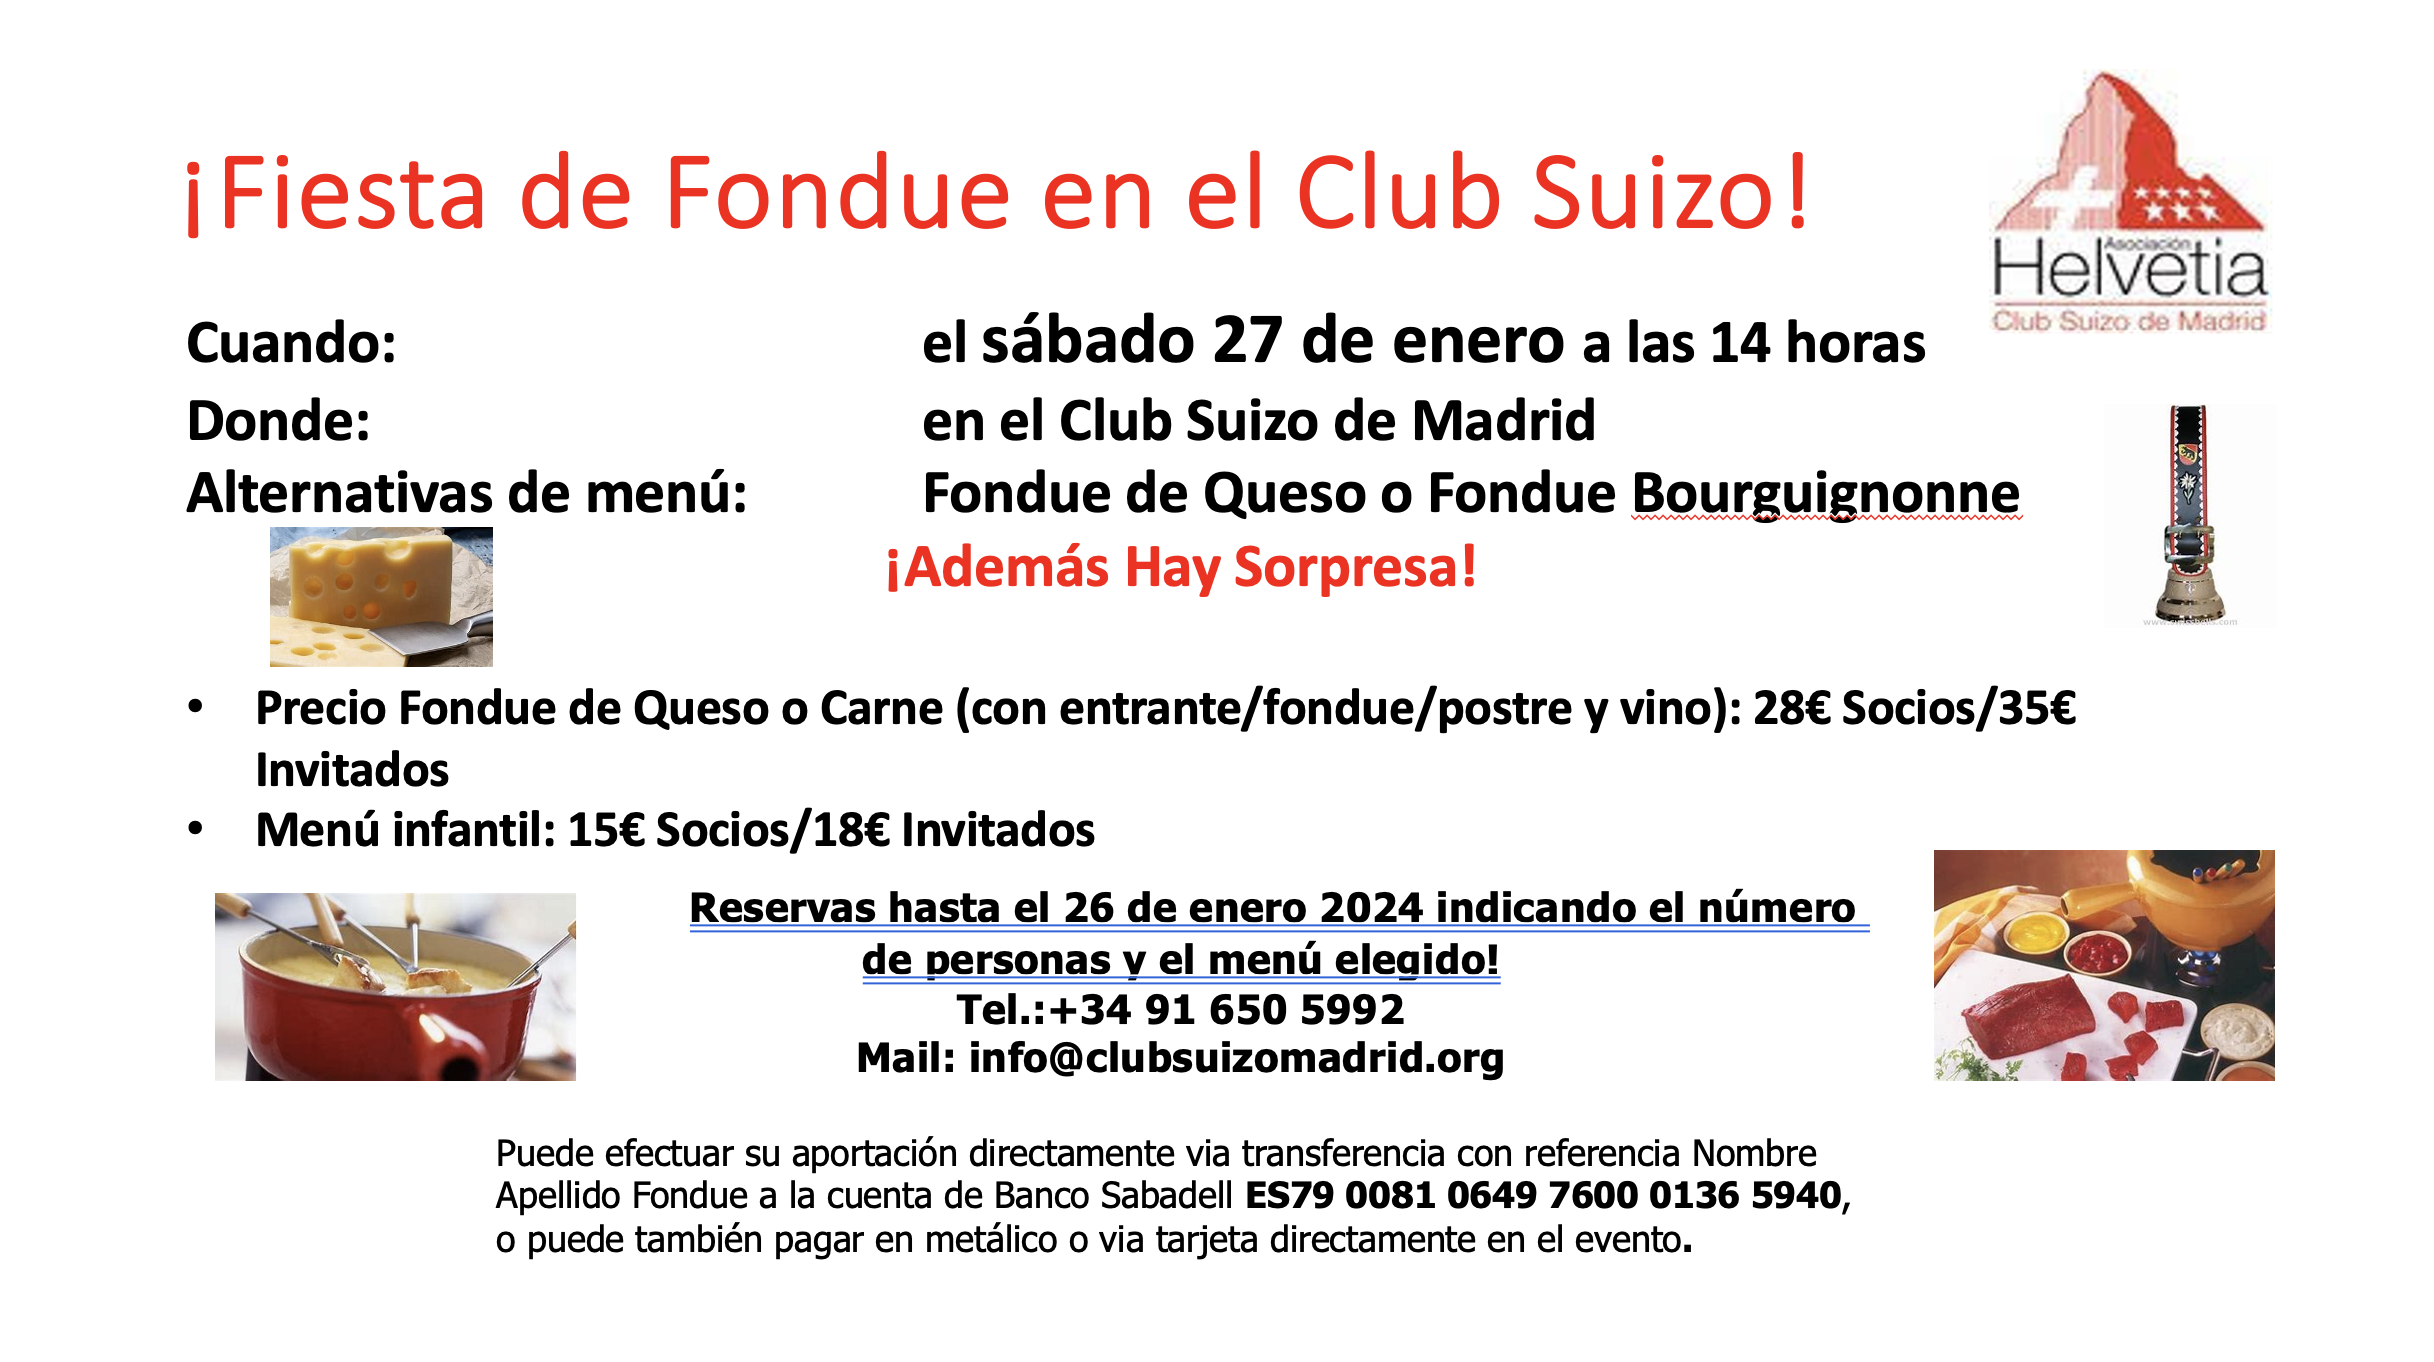 ¡Fiesta de Fondue en el Club Suizo!
Asociación
Helvetia
Club Suizo de Madrid
Cuando: el sábado 27 de enero a las 14 horas
Donde: en el Club Suizo de Madrid
Alternativas de menú: Fondue de Queso o Fondue Bourguignonne
¡Además Hay Sorpresa!
• Precio Fondue de Queso o Carne (con entrante/fondue/postre y vino): 28€ Socios/35€
Invitados
• Menú infantil: 15€ Socios/18€ Invitados
Reservas hasta el 26 de enero 2024 indicando el número
de personas y el menú elegido!
Tel.:+34 91 650 5992
Mail: info@clubsuizomadrid.org
Puede efectuar su aportación directamente via transferencia con referencia Nombre
Apellido Fondue a la cuenta de Banco Sabadell ES79 0081 0649 7600 0136 5940,
o puede también pagar en metálico o via tarjeta directamente en el evento.